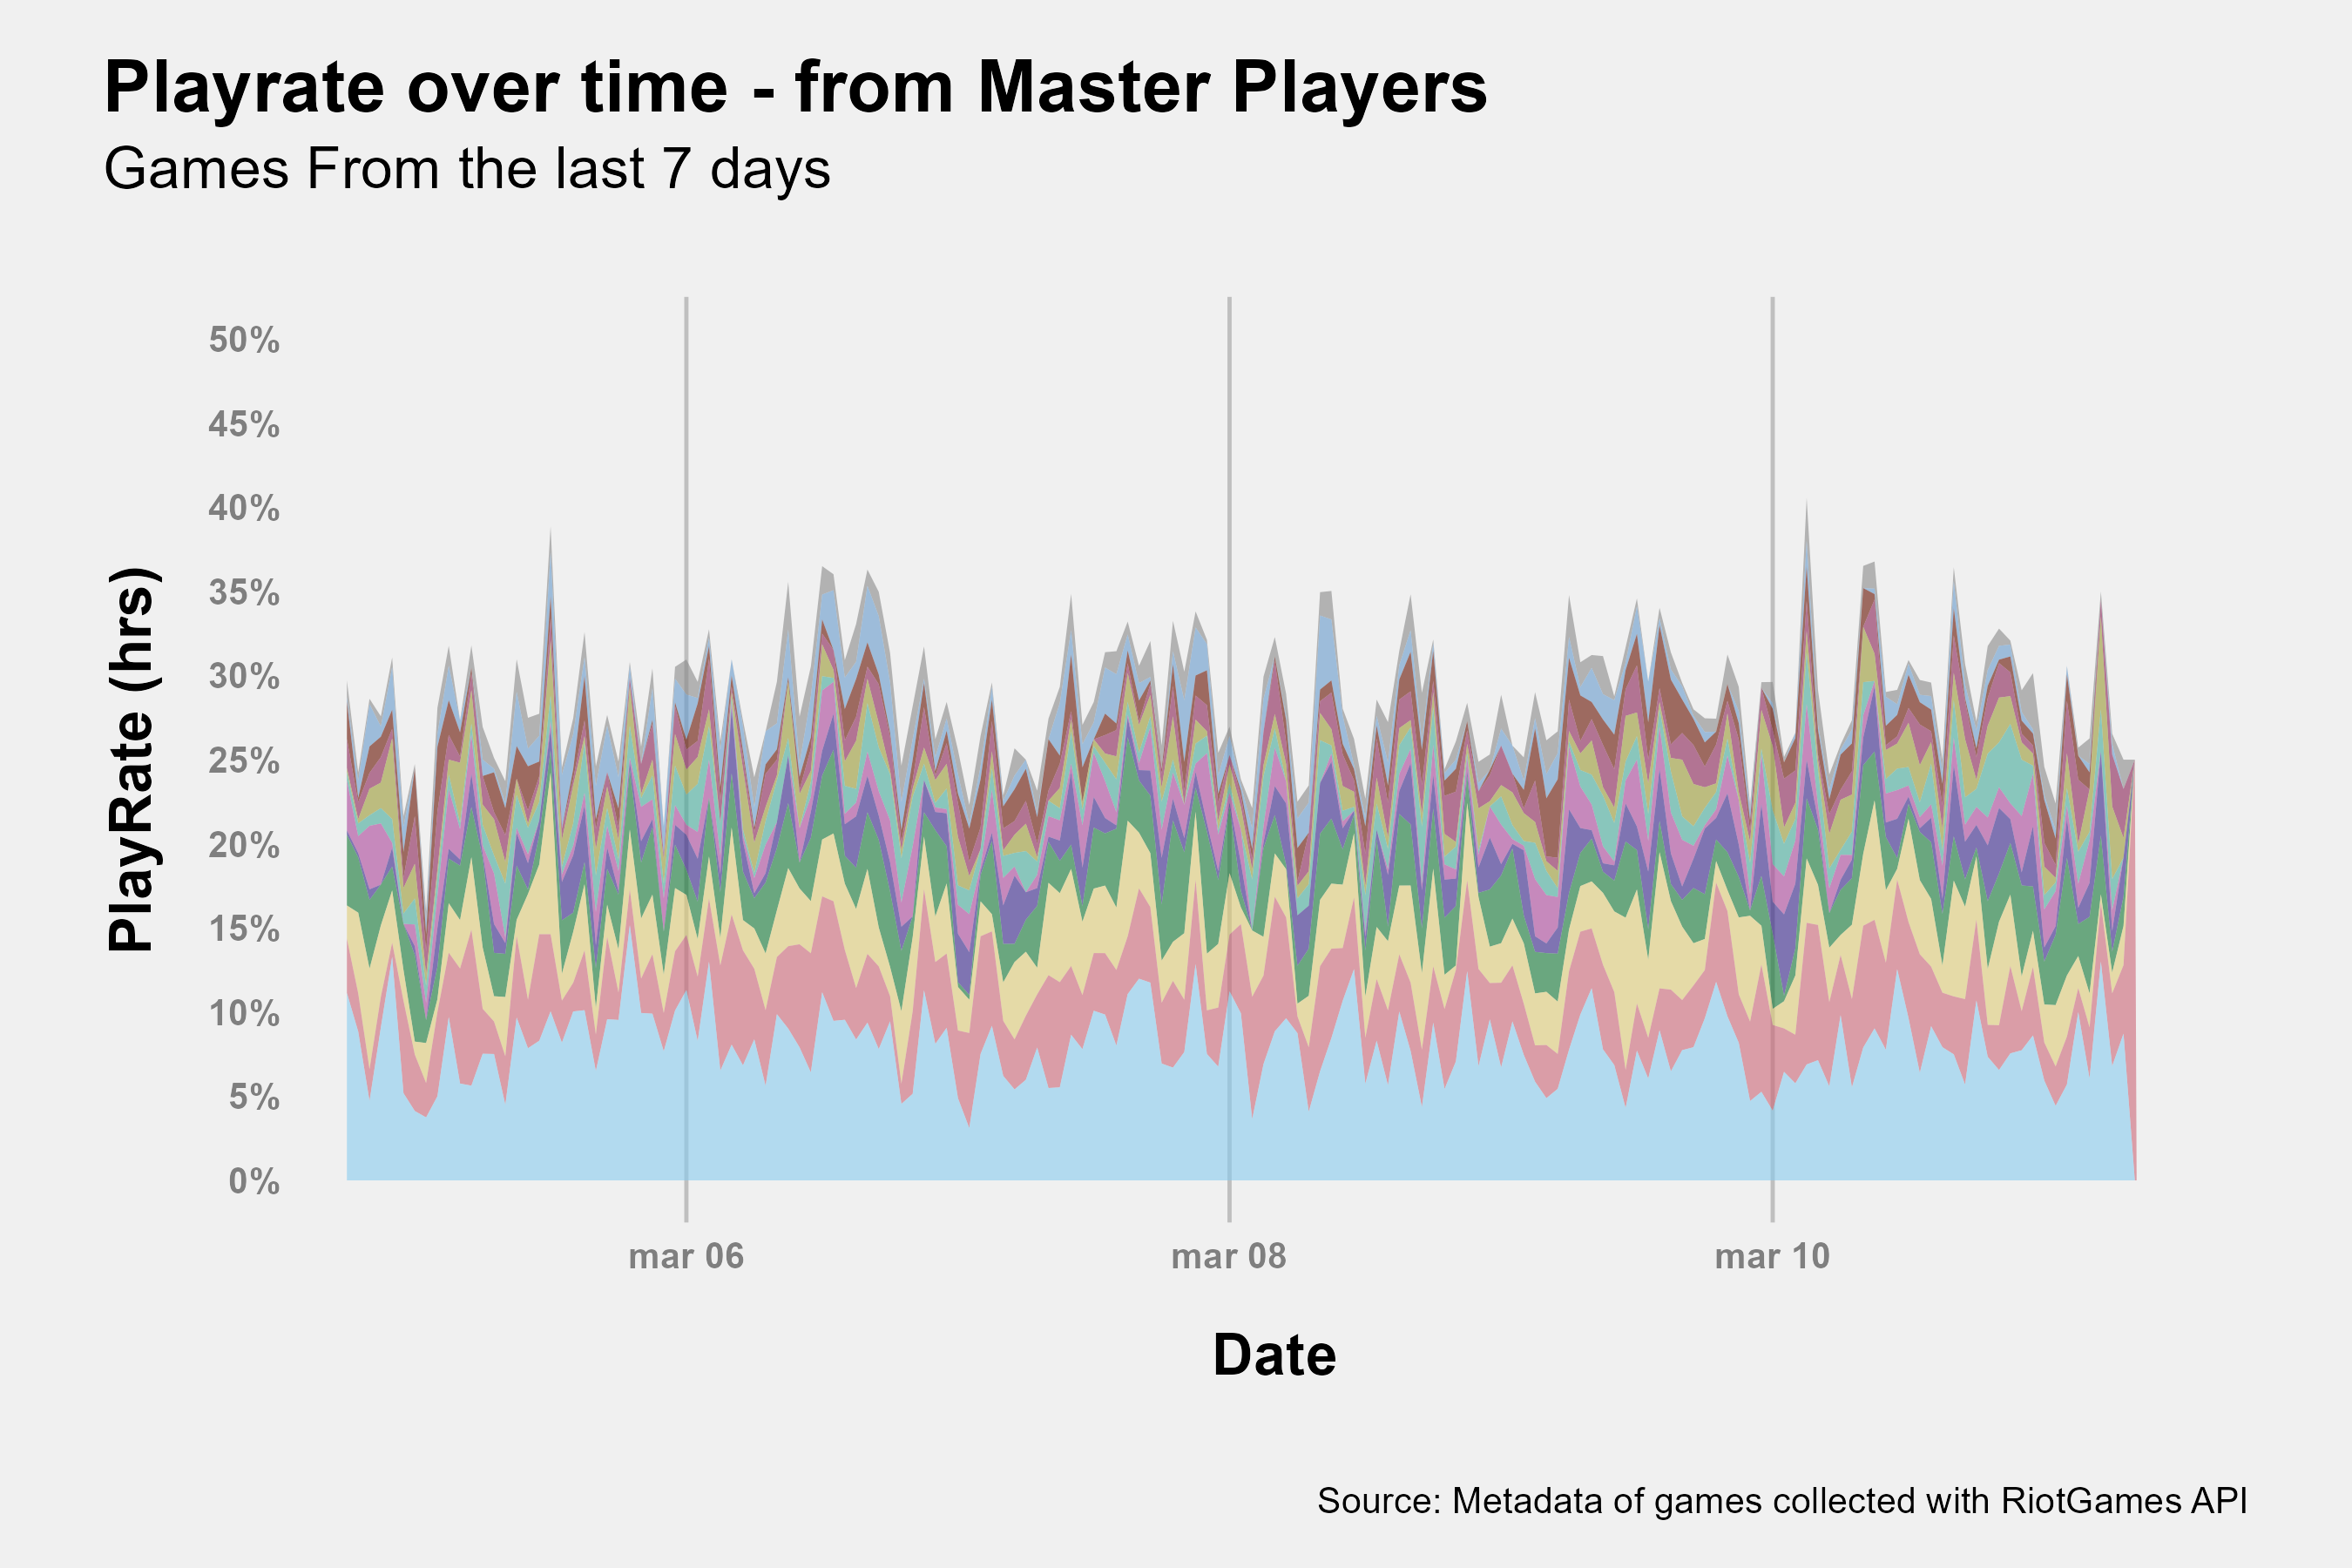 Playrate over time - from Master Players
Games From the last 7 days
50%
45%
40%
35%
30%
25%
20%
15%
10%
5%
0%
PlayRate (hrs)
mar 06
mar 08
mar 10
Date
Source: Metadata of games collected with RiotGames API